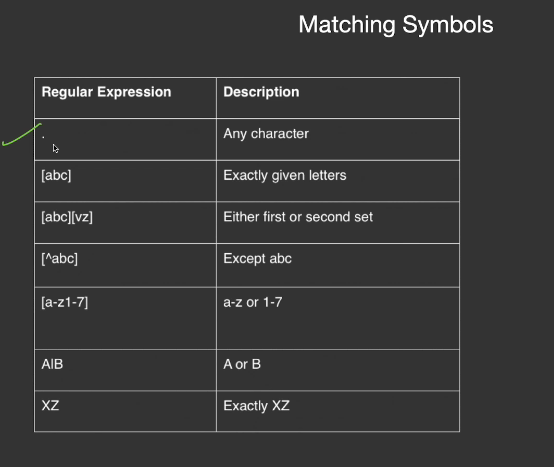 Matching Symbols
Regular Expression Description
. Any character
[abc] Exactly given letters
[abc][vz] Either first or second set
[^abc] Except abc
[a-z1-7] a-z or 1-7
A|B A or B
XZ Exactly XZ